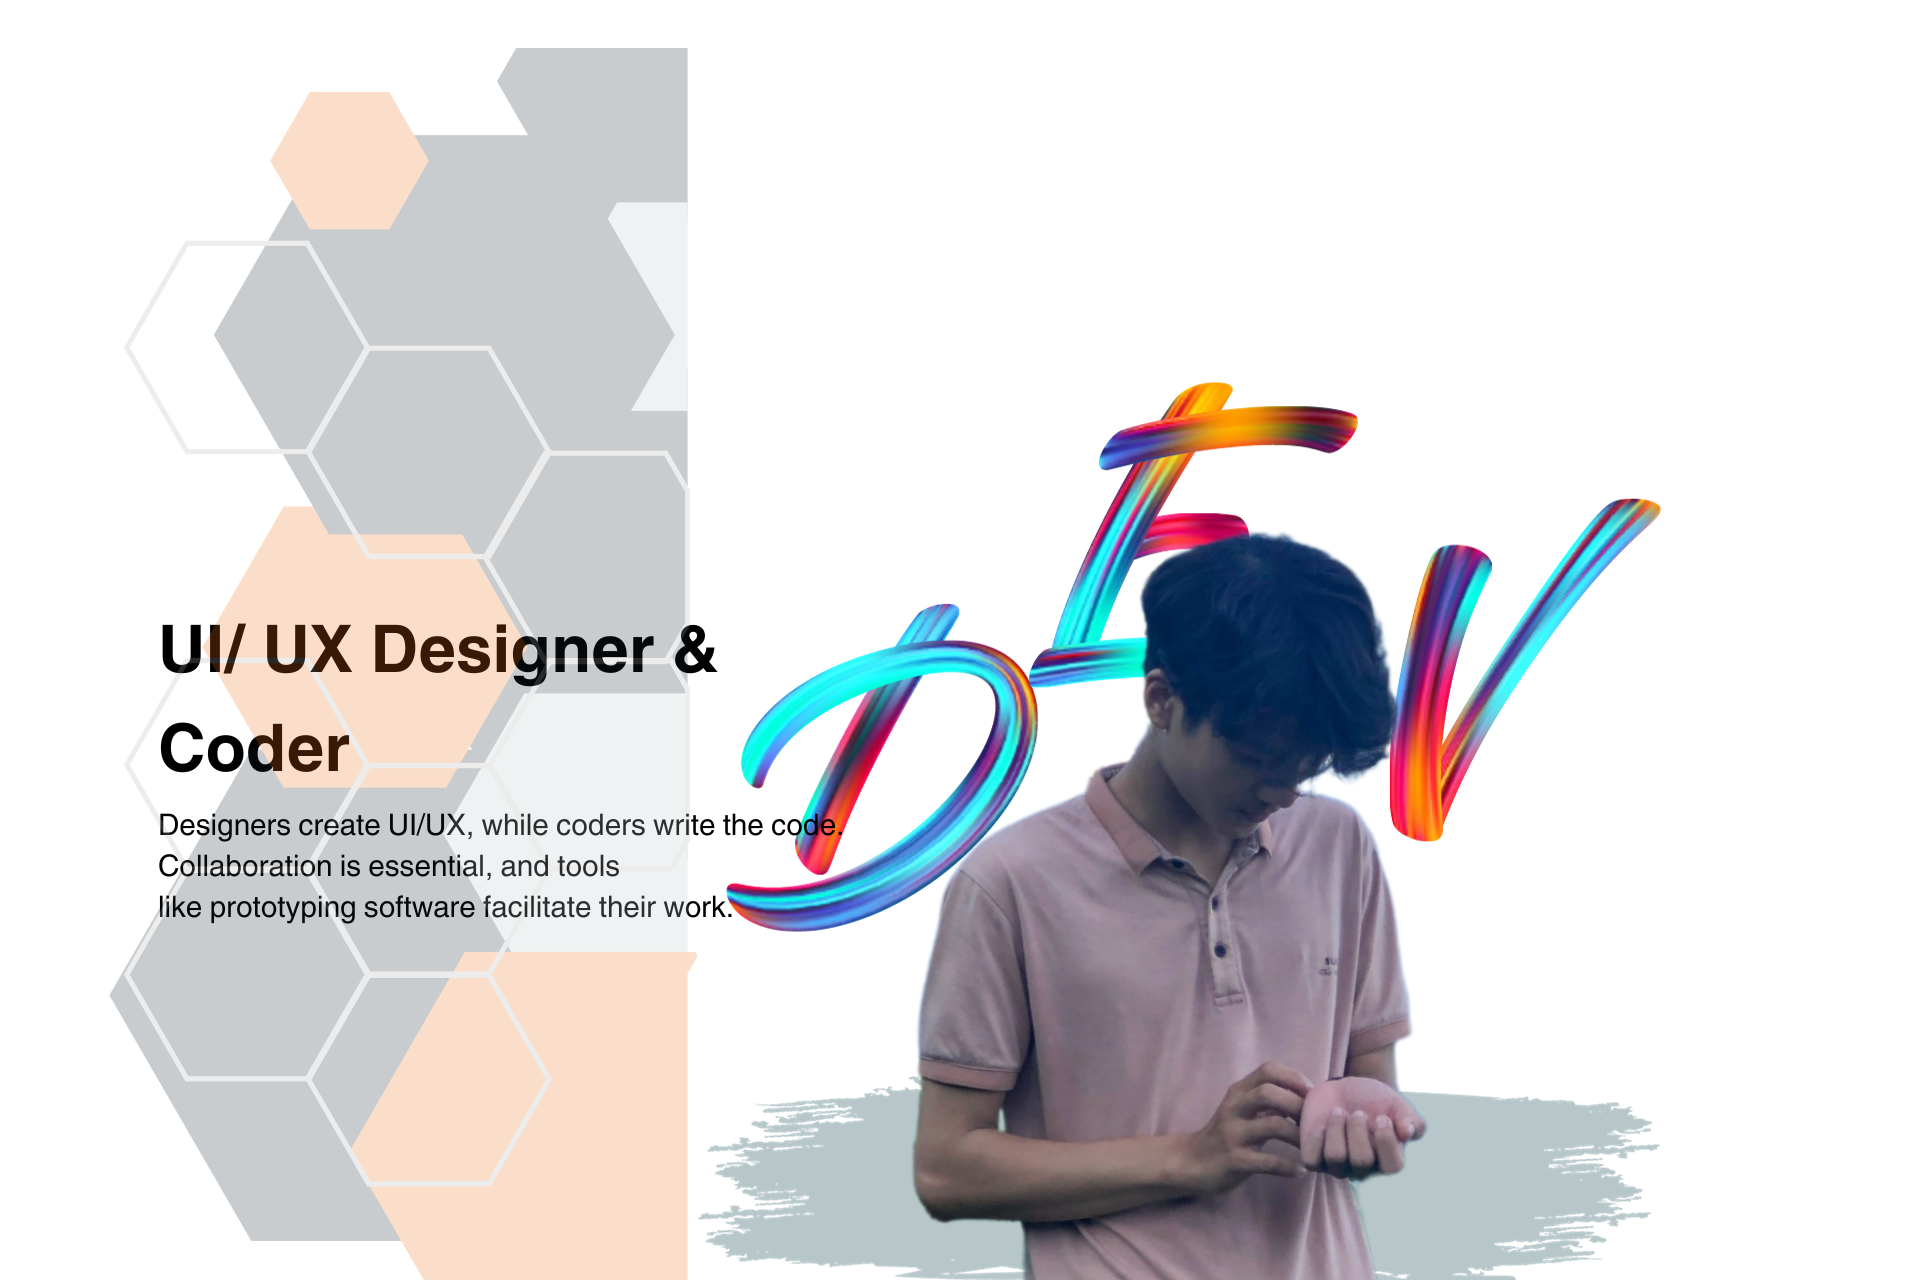 UI/ UX Designer &
Coder
Designers create UI/UX, while coders write the code.
Collaboration is essential, and tools
like prototyping software facilitate their work.
DEV